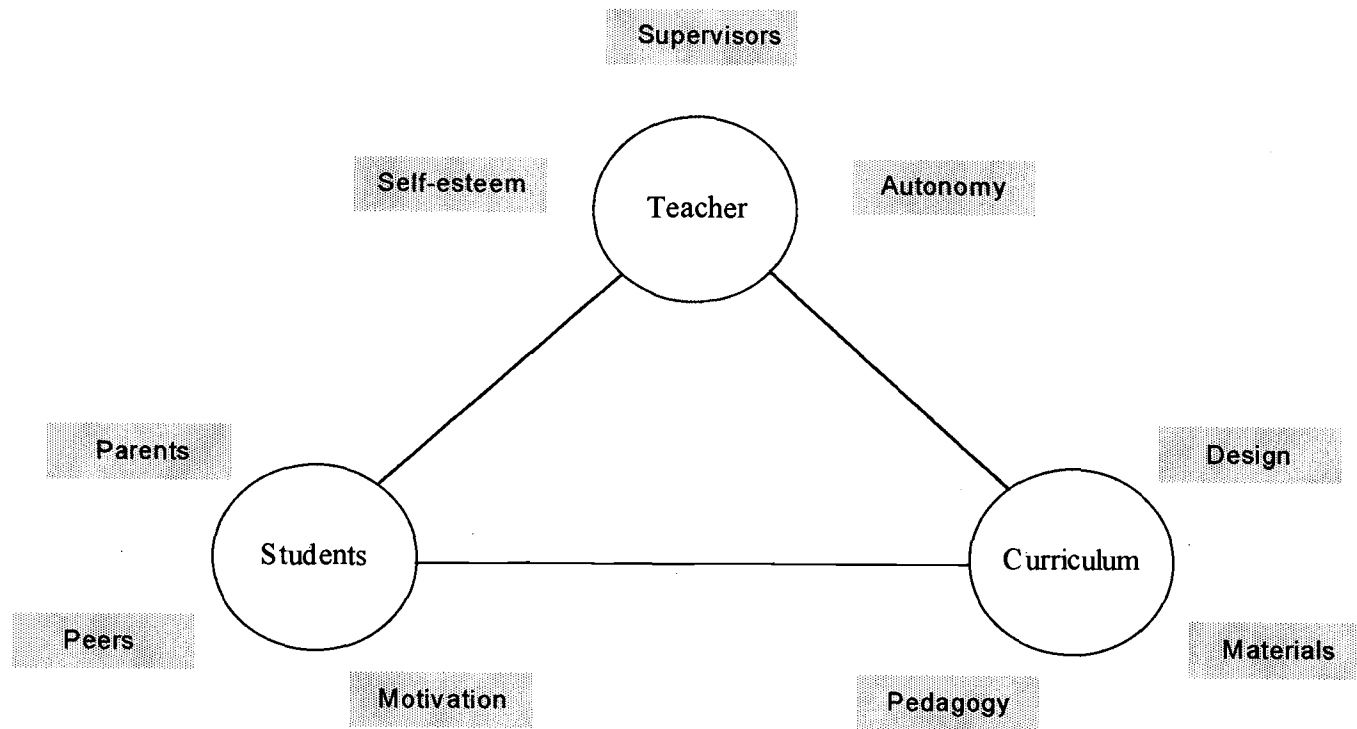 Supervisors
Self-esteem
Teacher
Autonomy
Parents
Design
Students
Curriculum
Peers
Materials
Motivation
Pedagogy